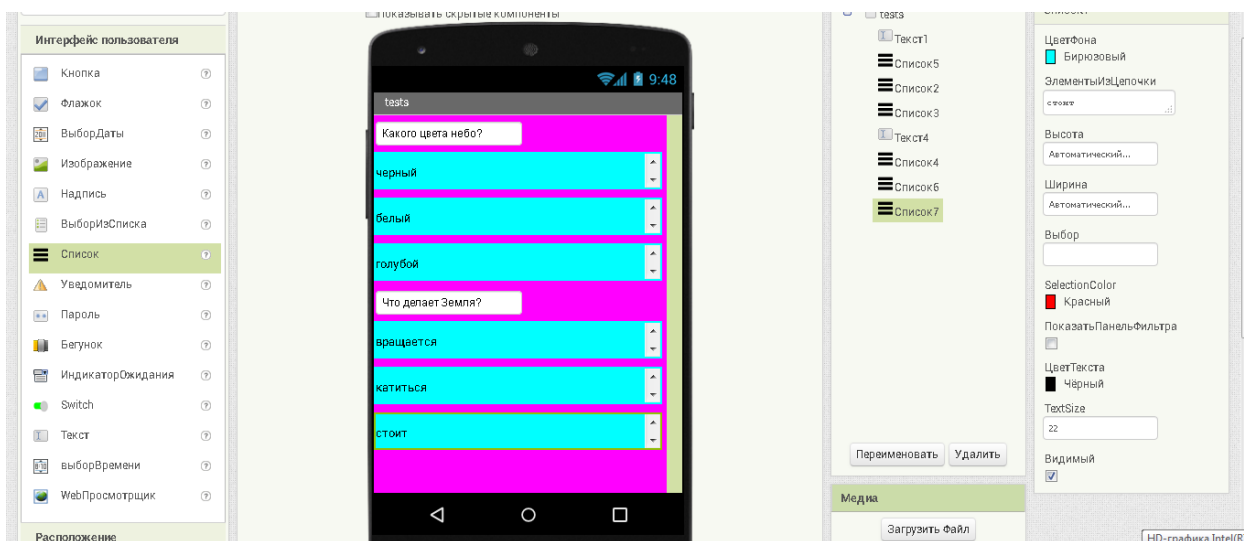 показывать скрытые компоненты
Интерфейс пользователя
Кнопка
Флажок
ВыборДаты
Изображение
Надпись
ВыборИзСписка
Список
Уведомитель
Пароль
Бегунок
ИндикаторОжидания
Switch
Текст
выборВремени
WebПросмотрщик
Расположение
9:48
tests
Какого цвета небо?
черный
белый
голубой
Что делает Земля?
вращается
катиться
стоит
tests
Текст1
Список5
Список2
Список3
Текст4
Список4
Список6
Список7
Переименовать Удалить
Медиа
Загрузить Файл
ЦветФона
Бирюзовый
ЭлементыИзЦепочки
стоит
Высота
Автоматический...
Ширина
Автоматический...
Выбор
SelectionColor
Красный
ПоказатьПанельФильтра
ЦветТекста
Чёрный
TextSize
22
Видимый
HD-графика Intel(R)